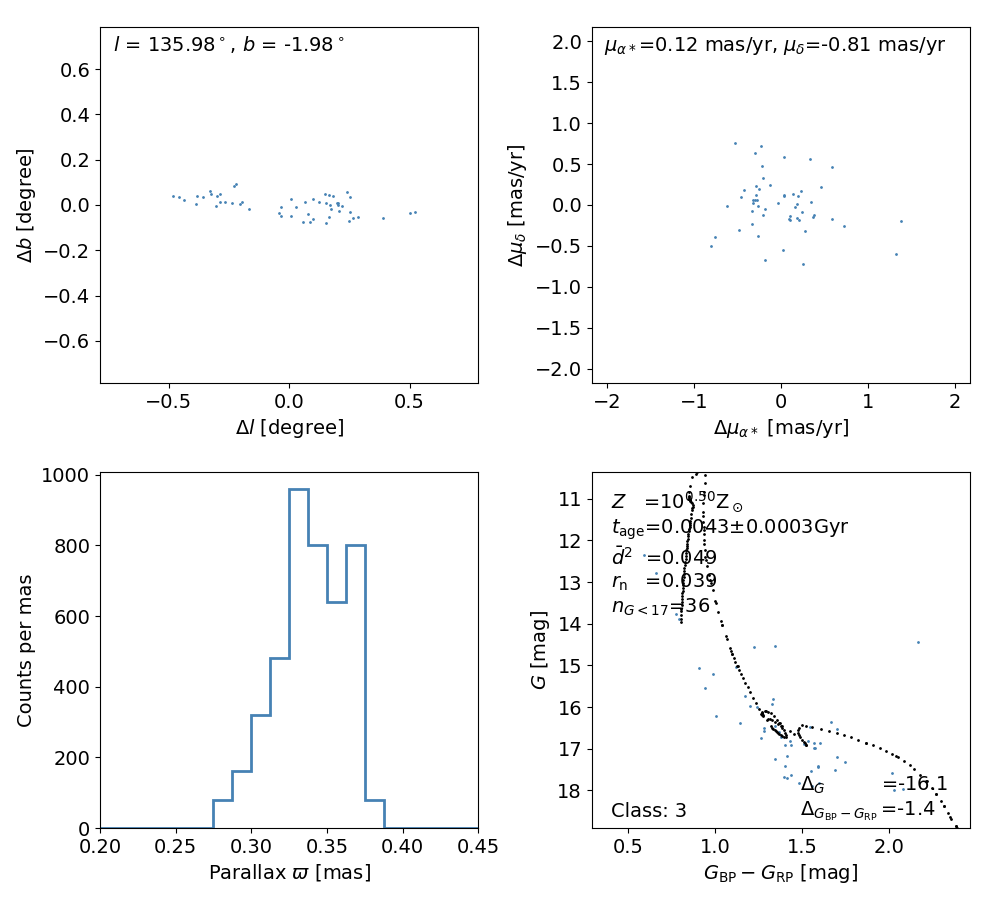 l = 135.98°, b = -1.98°
0.6
0.4
0.2
0.0
−0.2
−0.4
−0.6
Δb [degree]
−0.5 0.0 0.5
Δl [degree]
μα*=0.12 mas/yr, μδ=-0.81 mas/yr
2.0
1.5
1.0
0.5
0.0
−0.5
−1.0
−1.5
−2.0
Δμδ [mas/yr]
−2 −1 0 1 2
Δμα* [mas/yr]
1000
800
600
400
200
0
Counts per mas
0.20 0.25 0.30 0.35 0.40 0.45
Parallax ϖ [mas]
Z =10^0.50 Z⊙
t_age=0.0043±0.0003Gyr
d̄² =0.049
r_n =0.039
n_G<17=36
11
12
13
14
15
16
17
18
G [mag]
Δ_G =-16.1
Δ_GBP−GRP =-1.4
Class: 3
0.5 1.0 1.5 2.0
G_BP − G_RP [mag]